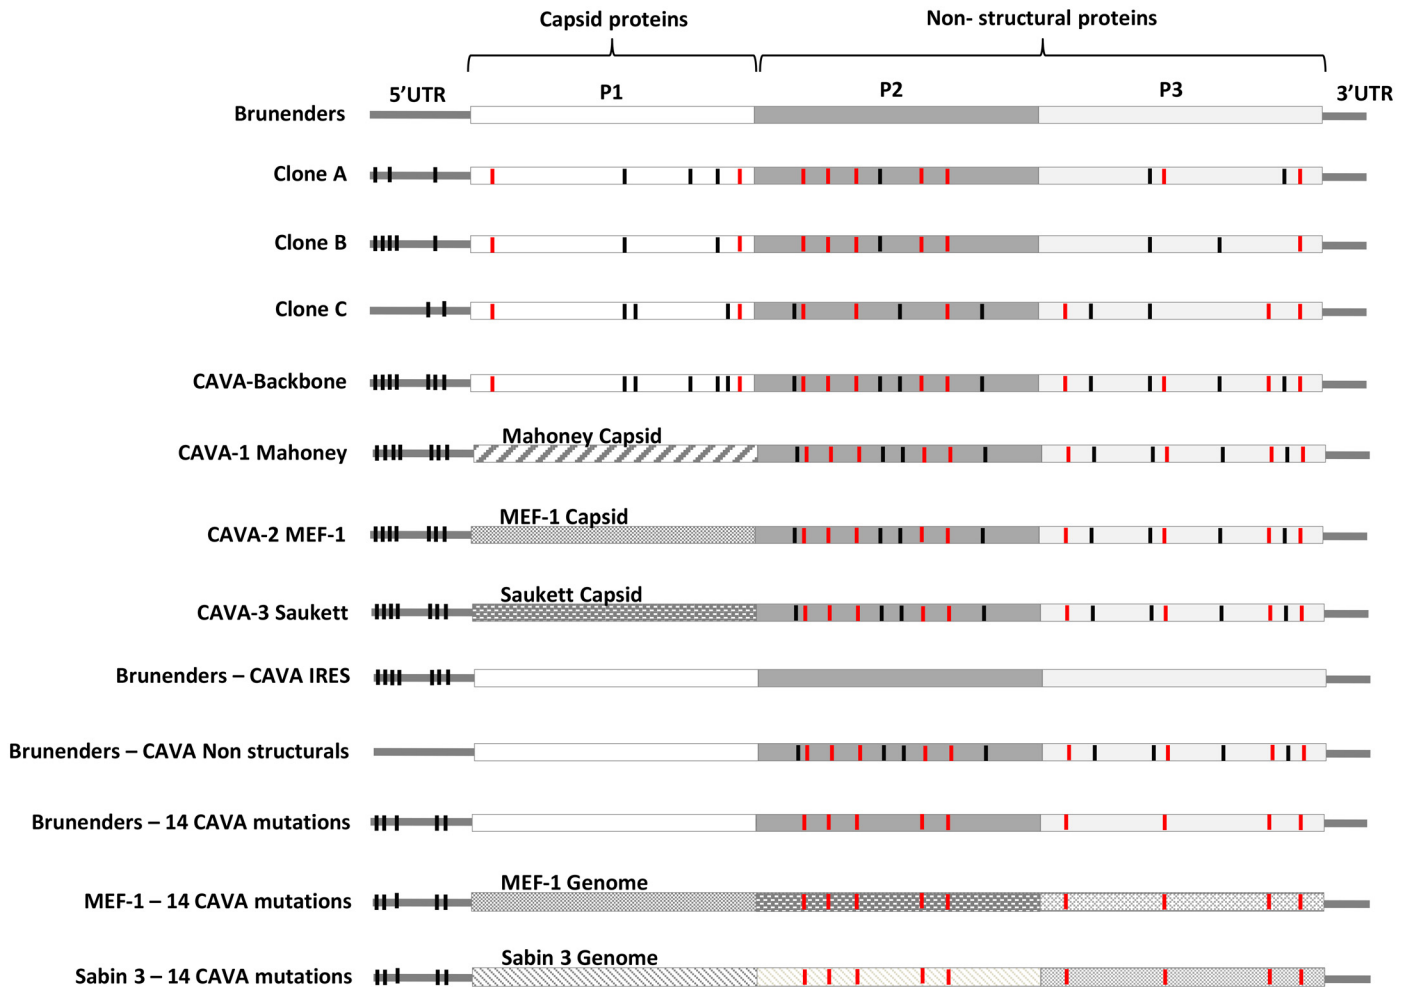 Capsid proteins
Non- structural proteins
5’UTR
P1
P2
P3
3’UTR
Brunenders
Clone A
Clone B
Clone C
CAVA-Backbone
Mahoney Capsid
CAVA-1 Mahoney
MEF-1 Capsid
CAVA-2 MEF-1
Saukett Capsid
CAVA-3 Saukett
Brunenders – CAVA IRES
Brunenders – CAVA Non structurals
Brunenders – 14 CAVA mutations
MEF-1 Genome
MEF-1 – 14 CAVA mutations
Sabin 3 Genome
Sabin 3 – 14 CAVA mutations